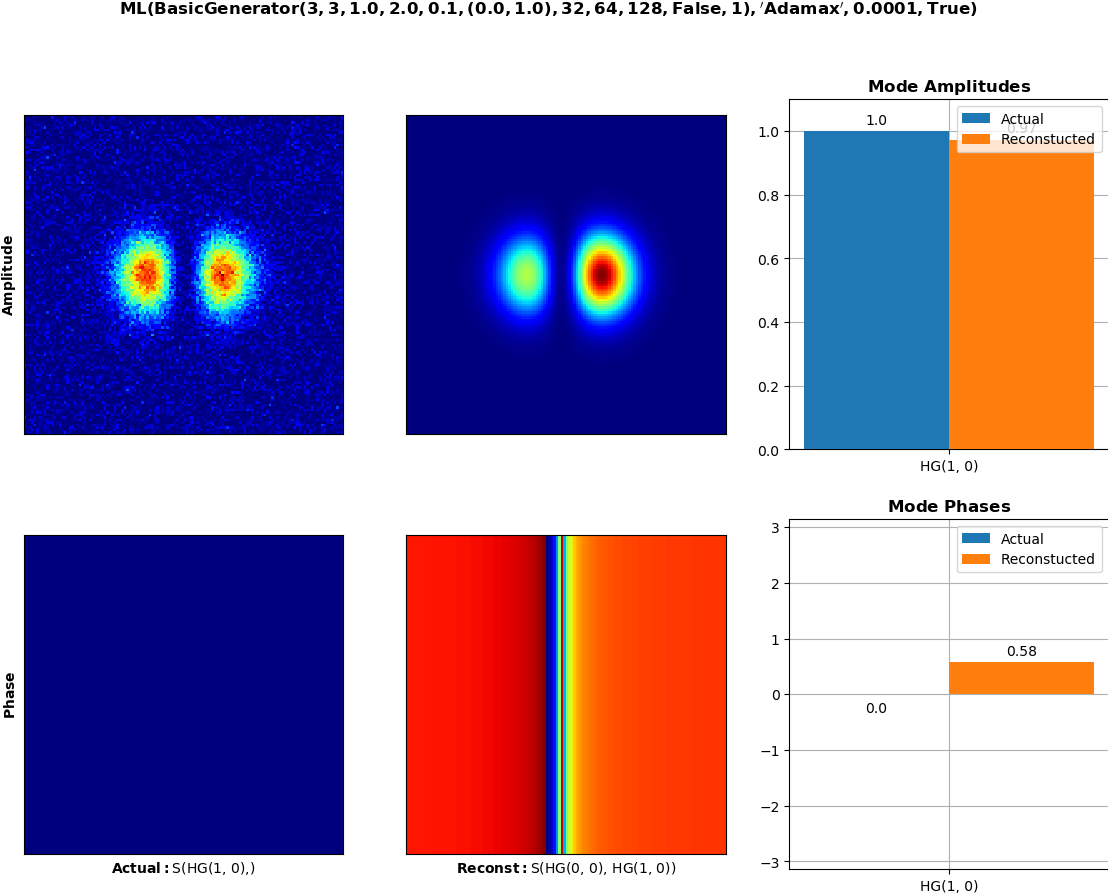 ML(BasicGenerator(3, 3, 1.0, 2.0, 0.1, (0.0, 1.0), 32, 64, 128, False, 1), 'Adamax', 0.0001, True)
Mode Amplitudes
Amplitude
1.0
0.97
Actual
Reconstucted
1.0
0.8
0.6
0.4
0.2
0.0
HG(1, 0)
Mode Phases
Phase
Actual
Reconstucted
3
2
1
0
−1
−2
−3
0.58
0.0
HG(1, 0)
Actual: S(HG(1, 0),)
Reconst: S(HG(0, 0), HG(1, 0))